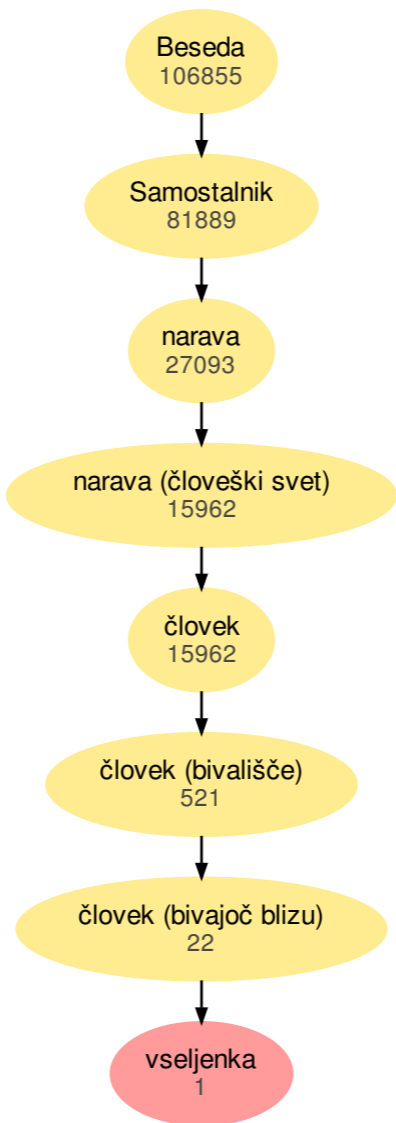 Beseda
106855
Samostalnik
81889
narava
27093
narava (človeški svet)
15962
človek
15962
človek (bivališče)
521
človek (bivajoč blizu)
22
vseljenka
1